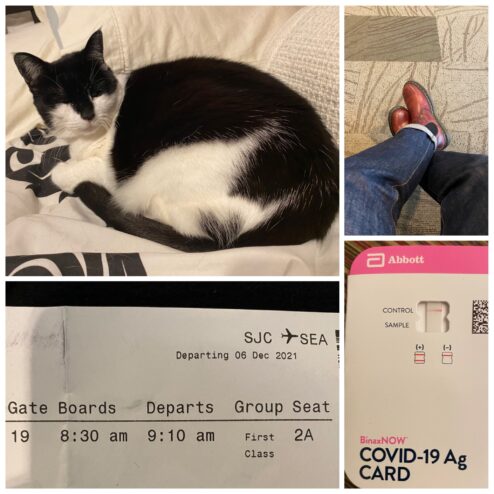 SJC ✈ SEA
Departing 06 Dec 2021
Gate Boards Departs Group Seat
19 8:30 am 9:10 am First Class 2A
Abbott
CONTROL
SAMPLE
(+) (-)
BinaxNOW™
COVID-19 Ag
CARD